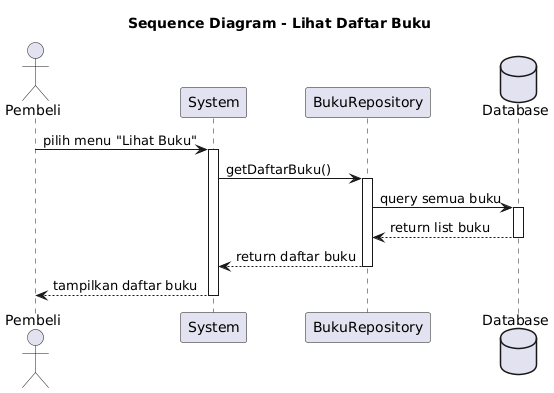 Sequence Diagram - Lihat Daftar Buku
Pembeli
System
BukuRepository
Database
pilih menu "Lihat Buku"
getDaftarBuku()
query semua buku
return list buku
return daftar buku
tampilkan daftar buku
Pembeli
System
BukuRepository
Database